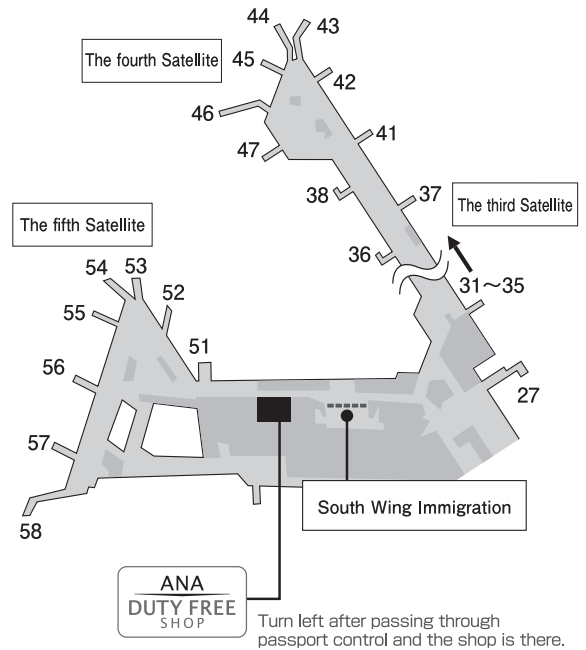 44
43
The fourth Satellite
45
42
46
41
47
38
37
The third Satellite
The fifth Satellite
36
54
53
31～35
52
55
51
56
27
57
South Wing Immigration
58
ANA
DUTY FREE
SHOP
Turn left after passing through
passport control and the shop is there.